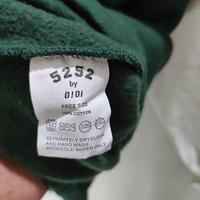 5252
by
O!Oi
FREE SIZE
100% COTTON
SEPARATELY DRYCLEAN
AND HAND WASH
WITH COLD WATER ONLY